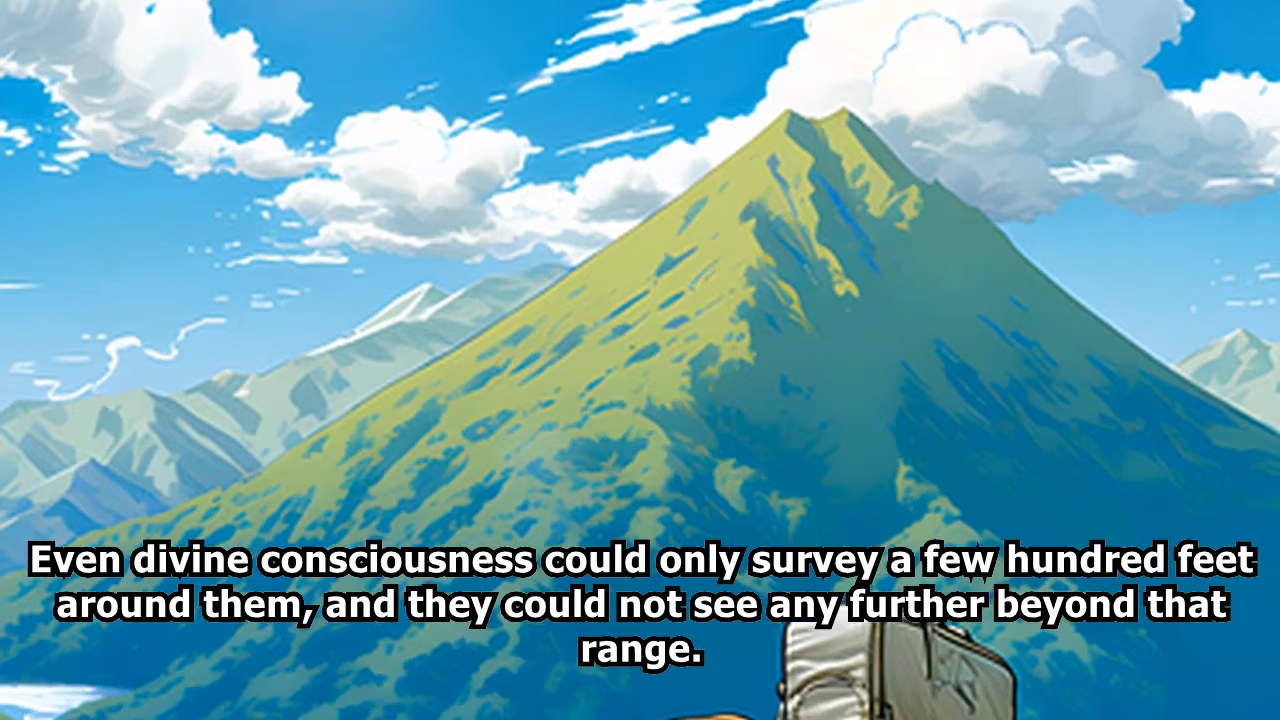 Even divine consciousness could only survey a few hundred feet
around them, and they could not see any further beyond that
range.